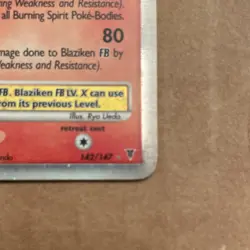 ing Weakness and Resistance).
all Burning Spirit Poké-Bodies.
80
mage done to Blaziken FB by
Weakness and Resistance).
FB. Blaziken FB LV. X can use
from its previous Level.
Illus. Ryo Ueda
retreat cost
142/147